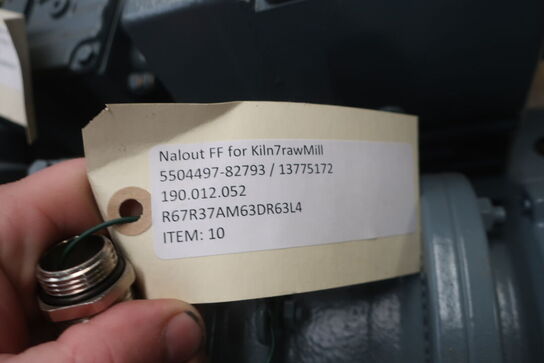 Nalout FF for Kiln7rawMill
5504497-82793 / 13775172
190.012.052
R67R37AM63DR63L4
ITEM: 10